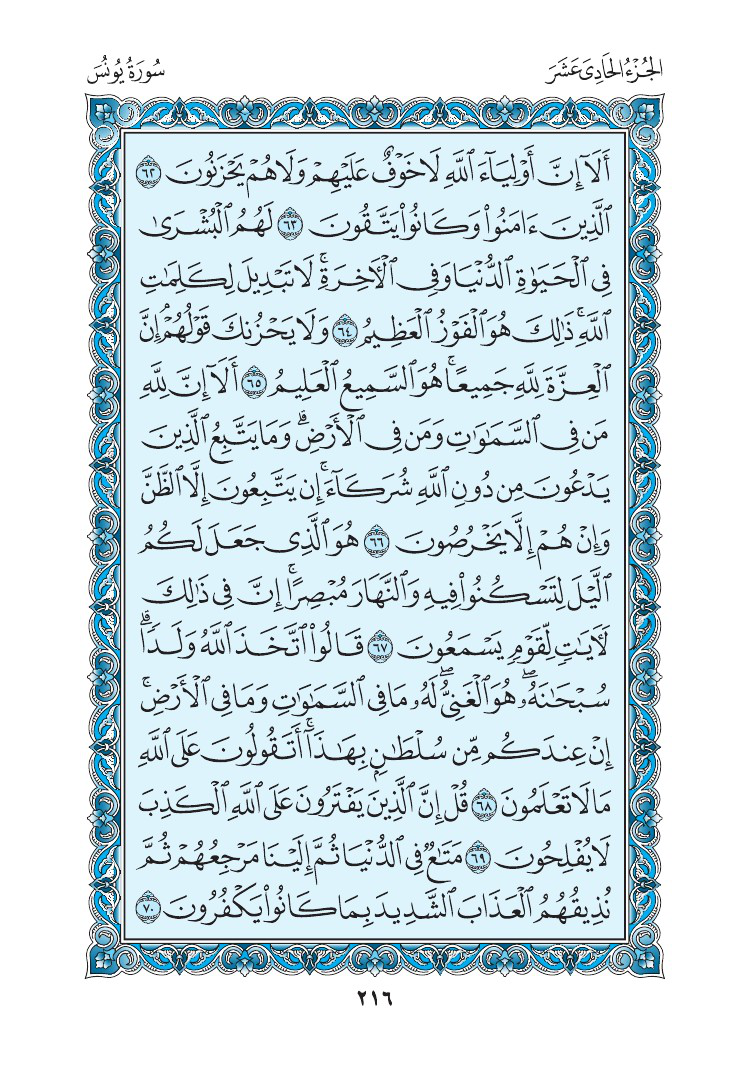 الجُزْءُ الحَادِى عَشَرَ
سُورَةُ يُونُسَ
أَلَآ إِنَّ أَوْلِيَآءَ ٱللَّهِ لَا خَوْفٌ عَلَيْهِمْ وَلَا هُمْ يَحْزَنُونَ ٦٢
ٱلَّذِينَ ءَامَنُوا۟ وَكَانُوا۟ يَتَّقُونَ ٦٣ لَهُمُ ٱلْبُشْرَىٰ
فِى ٱلْحَيَوٰةِ ٱلدُّنْيَا وَفِى ٱلْـَٔاخِرَةِ ۚ لَا تَبْدِيلَ لِكَلِمَٰتِ
ٱللَّهِ ۚ ذَٰلِكَ هُوَ ٱلْفَوْزُ ٱلْعَظِيمُ ٦٤ وَلَا يَحْزُنكَ قَوْلُهُمْ ۘ إِنَّ
ٱلْعِزَّةَ لِلَّهِ جَمِيعًا ۚ هُوَ ٱلسَّمِيعُ ٱلْعَلِيمُ ٦٥ أَلَآ إِنَّ لِلَّهِ
مَن فِى ٱلسَّمَٰوَٰتِ وَمَن فِى ٱلْأَرْضِ ۗ وَمَا يَتَّبِعُ ٱلَّذِينَ
يَدْعُونَ مِن دُونِ ٱللَّهِ شُرَكَآءَ ۚ إِن يَتَّبِعُونَ إِلَّا ٱلظَّنَّ
وَإِنْ هُمْ إِلَّا يَخْرُصُونَ ٦٦ هُوَ ٱلَّذِى جَعَلَ لَكُمُ
ٱلَّيْلَ لِتَسْكُنُوا۟ فِيهِ وَٱلنَّهَارَ مُبْصِرًا ۚ إِنَّ فِى ذَٰلِكَ
لَـَٔايَٰتٍ لِّقَوْمٍ يَسْمَعُونَ ٦٧ قَالُوا۟ ٱتَّخَذَ ٱللَّهُ وَلَدًا ۗ
سُبْحَٰنَهُۥ ۖ هُوَ ٱلْغَنِىُّ ۖ لَهُۥ مَا فِى ٱلسَّمَٰوَٰتِ وَمَا فِى ٱلْأَرْضِ ۚ
إِنْ عِندَكُم مِّن سُلْطَٰنٍۭ بِهَٰذَآ ۚ أَتَقُولُونَ عَلَى ٱللَّهِ
مَا لَا تَعْلَمُونَ ٦٨ قُلْ إِنَّ ٱلَّذِينَ يَفْتَرُونَ عَلَى ٱللَّهِ ٱلْكَذِبَ
لَا يُفْلِحُونَ ٦٩ مَتَٰعٌ فِى ٱلدُّنْيَا ثُمَّ إِلَيْنَا مَرْجِعُهُمْ ثُمَّ
نُذِيقُهُمُ ٱلْعَذَابَ ٱلشَّدِيدَ بِمَا كَانُوا۟ يَكْفُرُونَ ٧٠
٢١٦